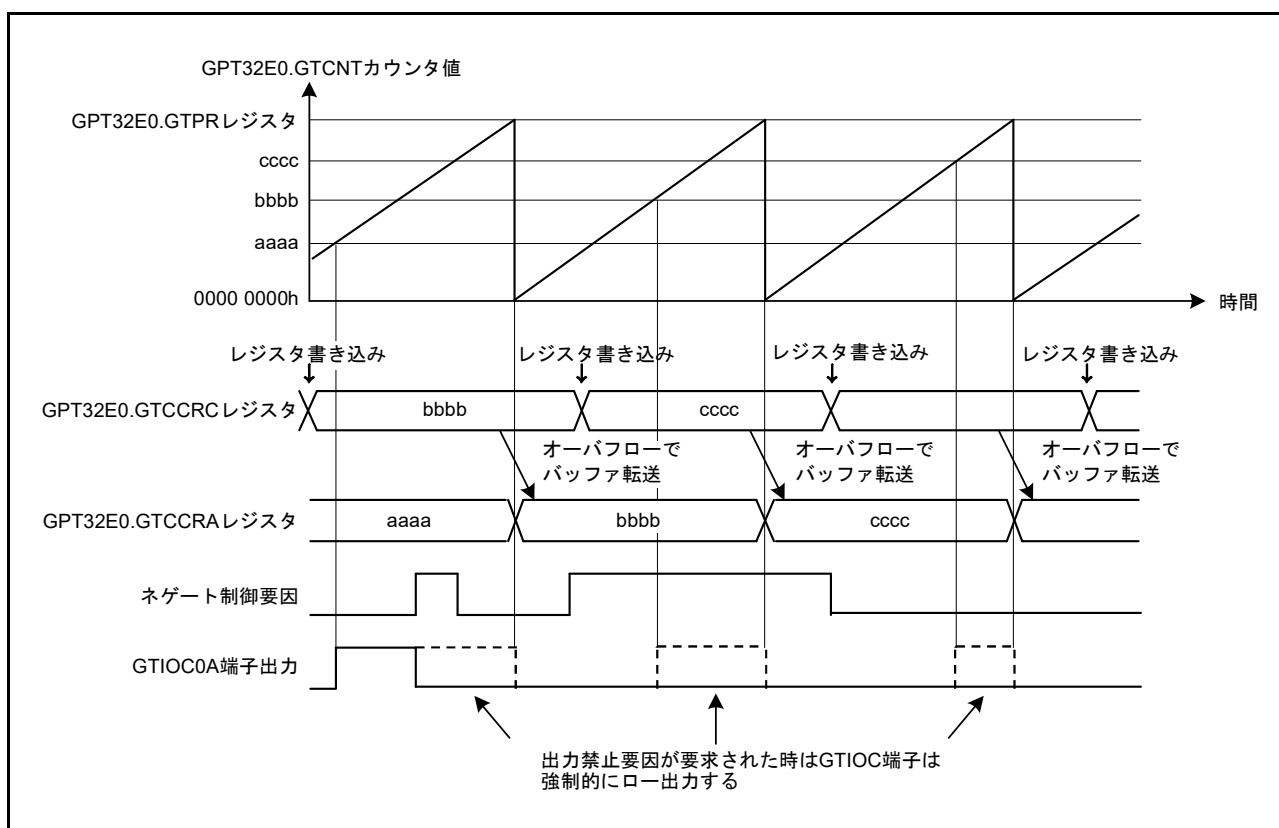 GPT32E0.GTCNTカウンタ値
GPT32E0.GTPRレジスタ
cccc
bbbb
aaaa
0000 0000h
時間
レジスタ書き込み
レジスタ書き込み
レジスタ書き込み
レジスタ書き込み
GPT32E0.GTCCRCレジスタ
bbbb
cccc
オーバフローで
バッファ転送
オーバフローで
バッファ転送
オーバフローで
バッファ転送
GPT32E0.GTCCRAレジスタ
aaaa
bbbb
cccc
ネゲート制御要因
GTIOC0A端子出力
出力禁止要因が要求された時はGTIOC端子は
強制的にロー出力する